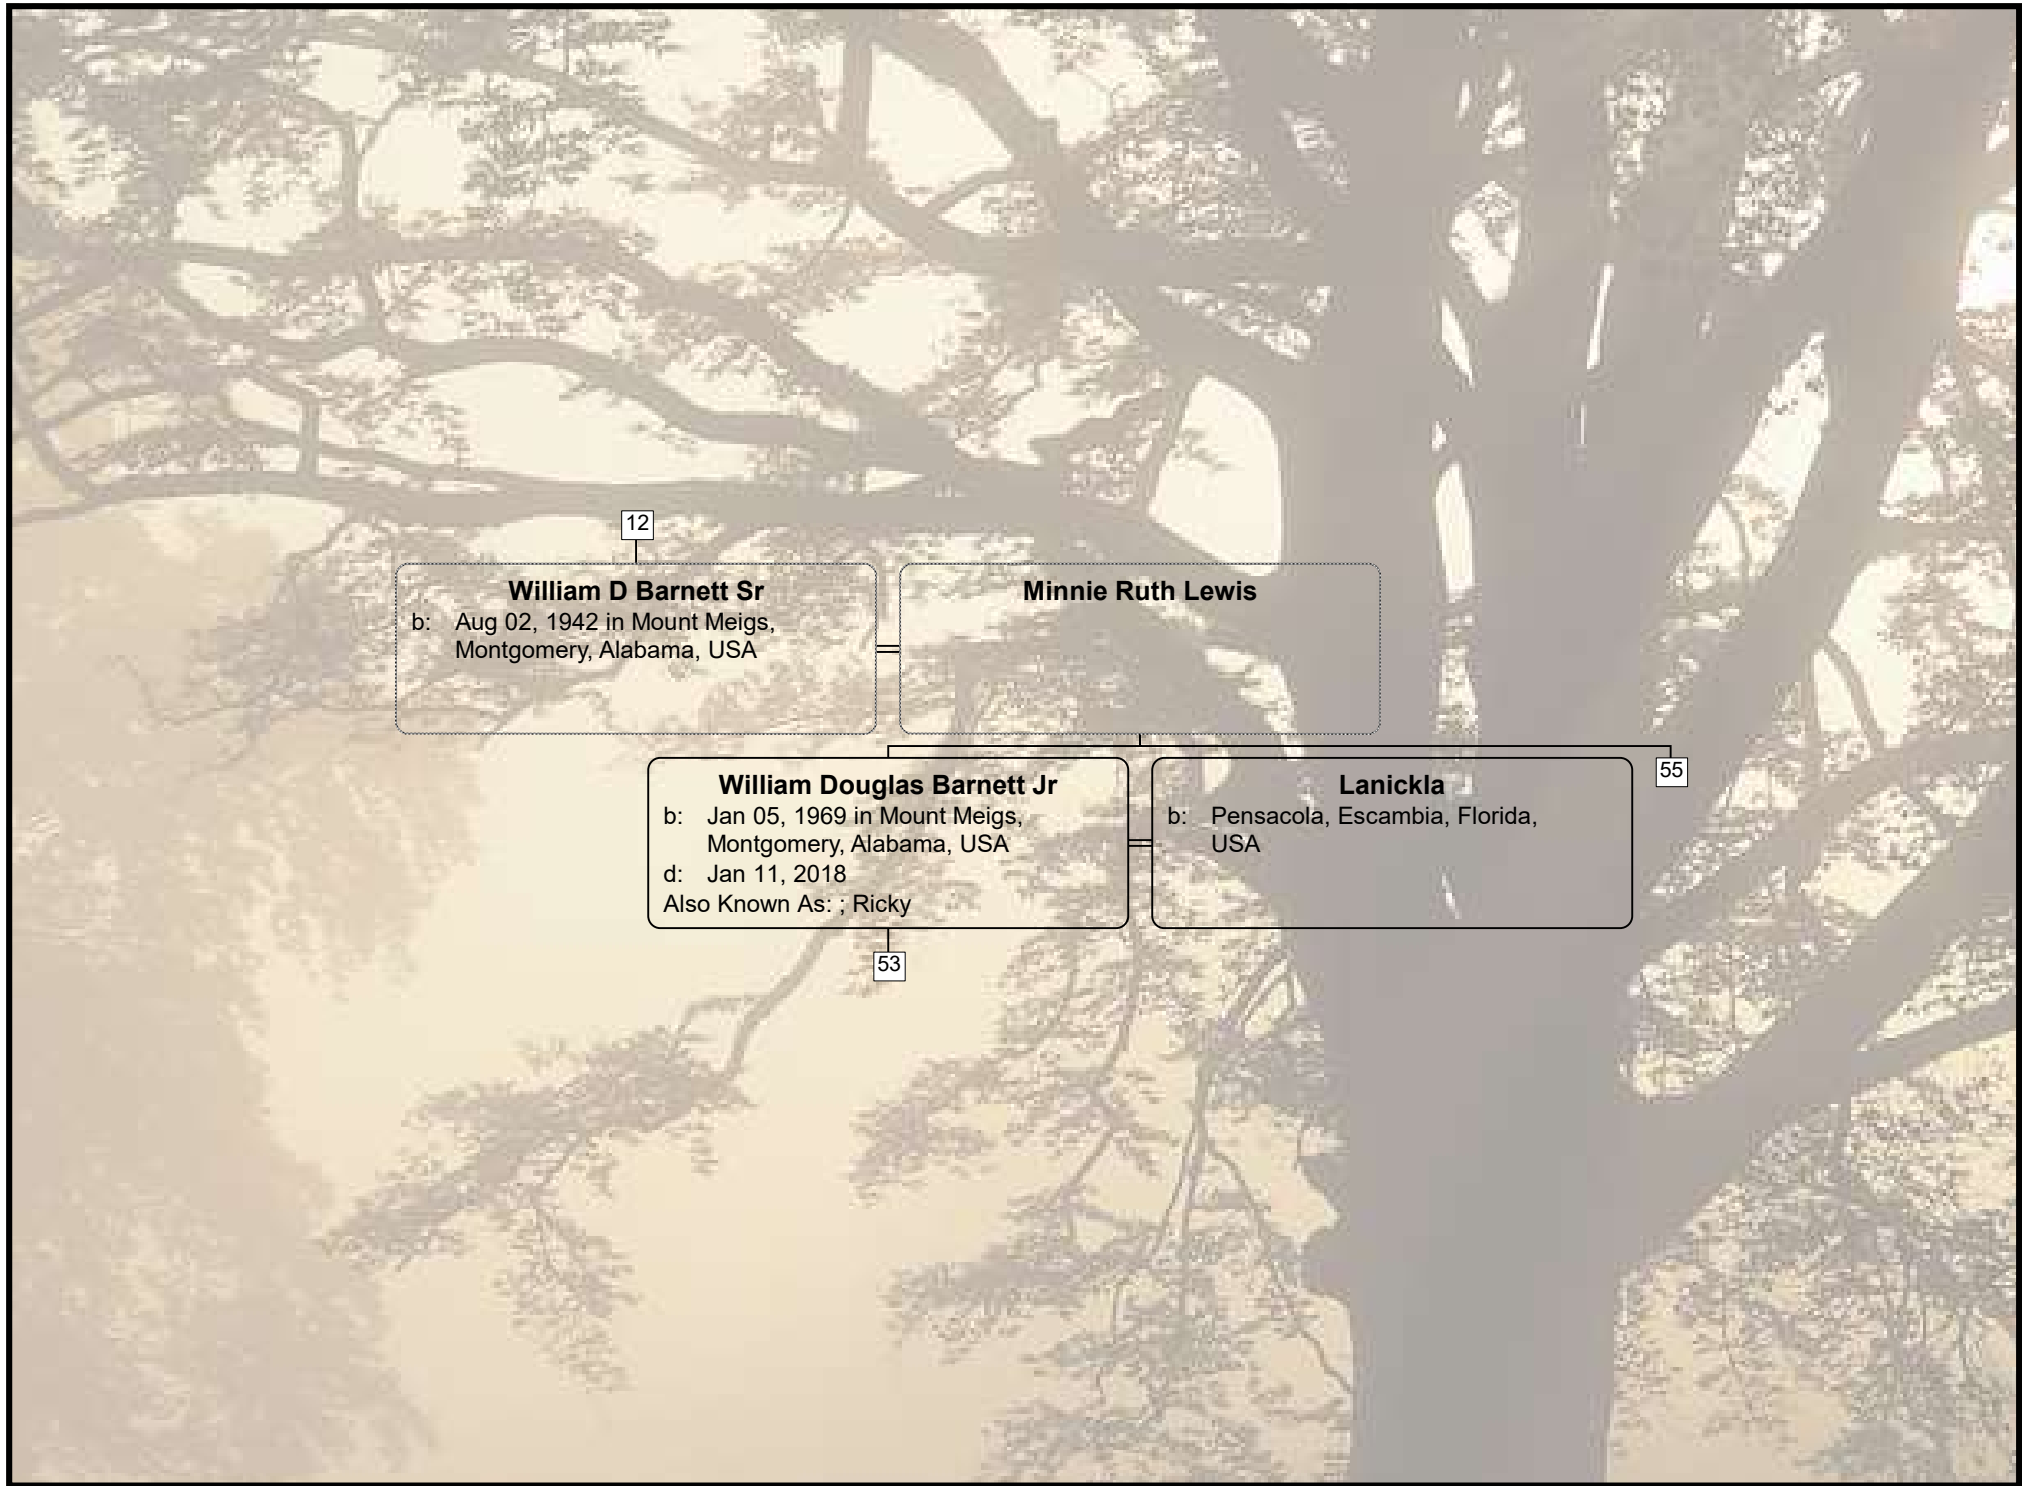 12
William D Barnett Sr
b: Aug 02, 1942 in Mount Meigs,
Montgomery, Alabama, USA
Minnie Ruth Lewis
55
William Douglas Barnett Jr
b: Jan 05, 1969 in Mount Meigs,
Montgomery, Alabama, USA
d: Jan 11, 2018
Also Known As: ; Ricky
Lanickla
b: Pensacola, Escambia, Florida,
USA
53